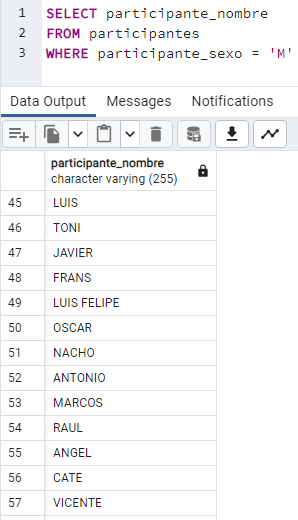 1 SELECT participante_nombre
2 FROM participantes
3 WHERE participante_sexo = 'M'
Data Output Messages Notifications
participante_nombre
character varying (255)
45 LUIS
46 TONI
47 JAVIER
48 FRANS
49 LUIS FELIPE
50 OSCAR
51 NACHO
52 ANTONIO
53 MARCOS
54 RAUL
55 ANGEL
56 CATE
57 VICENTE